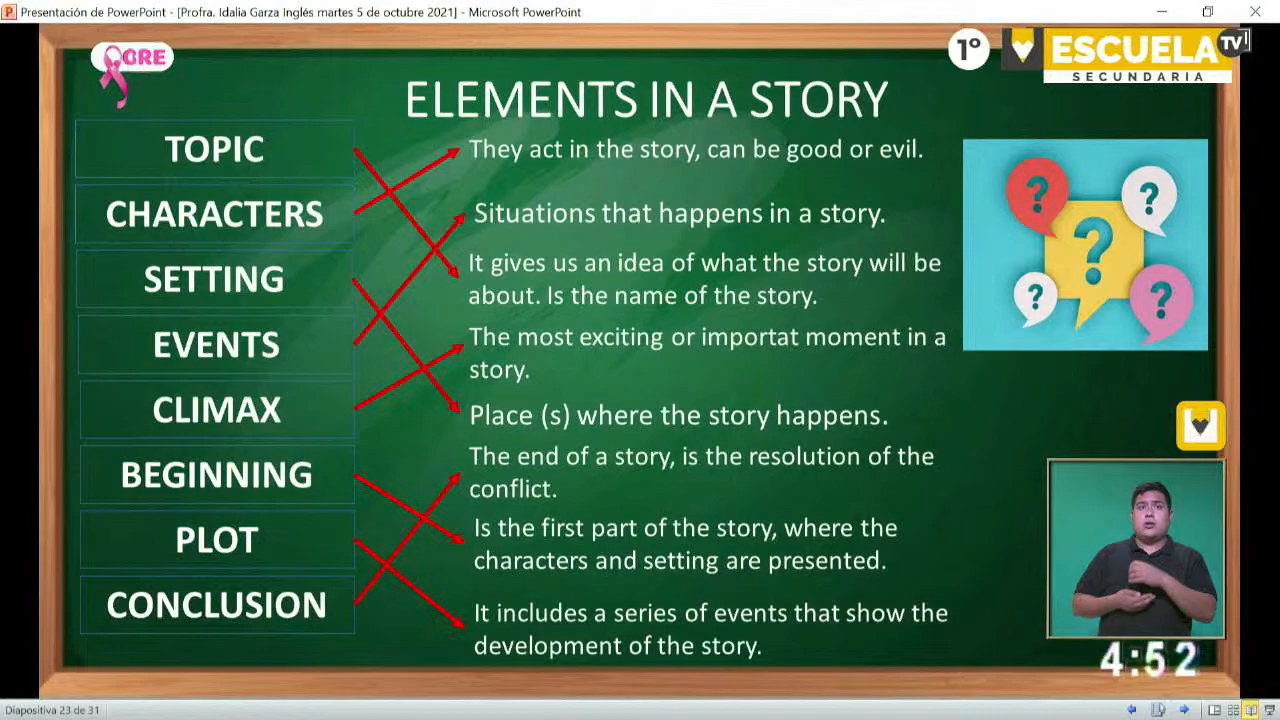 Presentación de PowerPoint - [Profra. Idalia Garza Inglés martes 5 de octubre 2021] - Microsoft PowerPoint
CRE
1º
ESCUELA
TV
SECUNDARIA
ELEMENTS IN A STORY
TOPIC
CHARACTERS
SETTING
EVENTS
CLIMAX
BEGINNING
PLOT
CONCLUSION
They act in the story, can be good or evil.
Situations that happens in a story.
It gives us an idea of what the story will be
about. Is the name of the story.
The most exciting or importat moment in a
story.
Place (s) where the story happens.
The end of a story, is the resolution of the
conflict.
Is the first part of the story, where the
characters and setting are presented.
It includes a series of events that show the
development of the story.
?
?
?
?
?
4:52
Diapositiva 23 de 31